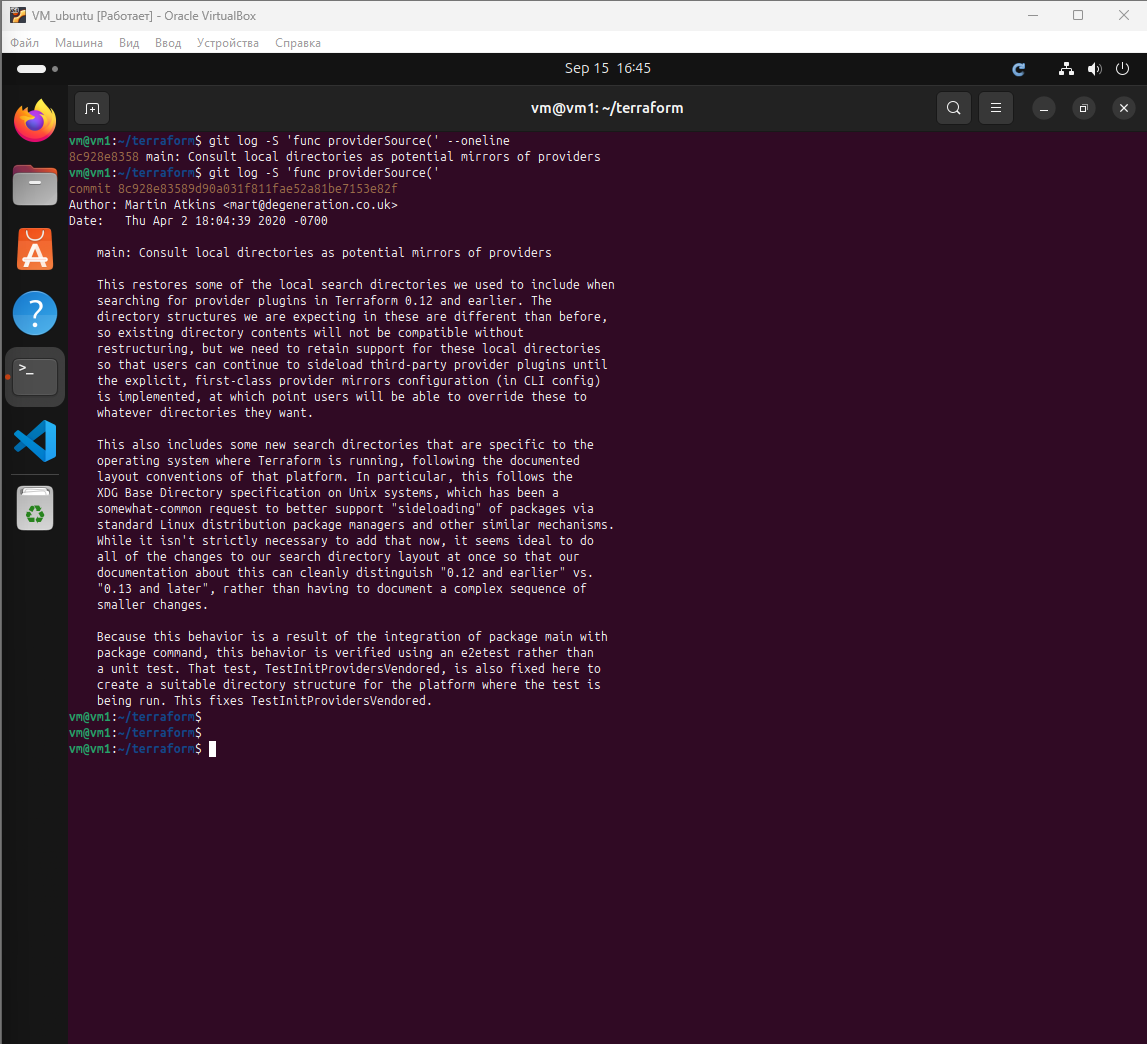 VM_ubuntu [Работает] - Oracle VirtualBox
Файл Машина Вид Ввод Устройства Справка
Sep 15 16:45
vm@vm1: ~/terraform
vm@vm1:~/terraform$ git log -S 'func providerSource(' --oneline
8c928e8358 main: Consult local directories as potential mirrors of providers
vm@vm1:~/terraform$ git log -S 'func providerSource('
commit 8c928e83589d90a031f811fae52a81be7153e82f
Author: Martin Atkins <mart@degeneration.co.uk>
Date:   Thu Apr 2 18:04:39 2020 -0700
main: Consult local directories as potential mirrors of providers
This restores some of the local search directories we used to include when
searching for provider plugins in Terraform 0.12 and earlier. The
directory structures we are expecting in these are different than before,
so existing directory contents will not be compatible without
restructuring, but we need to retain support for these local directories
so that users can continue to sideload third-party provider plugins until
the explicit, first-class provider mirrors configuration (in CLI config)
is implemented, at which point users will be able to override these to
whatever directories they want.
This also includes some new search directories that are specific to the
operating system where Terraform is running, following the documented
layout conventions of that platform. In particular, this follows the
XDG Base Directory specification on Unix systems, which has been a
somewhat-common request to better support "sideloading" of packages via
standard Linux distribution package managers and other similar mechanisms.
While it isn't strictly necessary to add that now, it seems ideal to do
all of the changes to our search directory layout at once so that our
documentation about this can cleanly distinguish "0.12 and earlier" vs.
"0.13 and later", rather than having to document a complex sequence of
smaller changes.
Because this behavior is a result of the integration of package main with
package command, this behavior is verified using an e2etest rather than
a unit test. That test, TestInitProvidersVendored, is also fixed here to
create a suitable directory structure for the platform where the test is
being run. This fixes TestInitProvidersVendored.
vm@vm1:~/terraform$
vm@vm1:~/terraform$
vm@vm1:~/terraform$